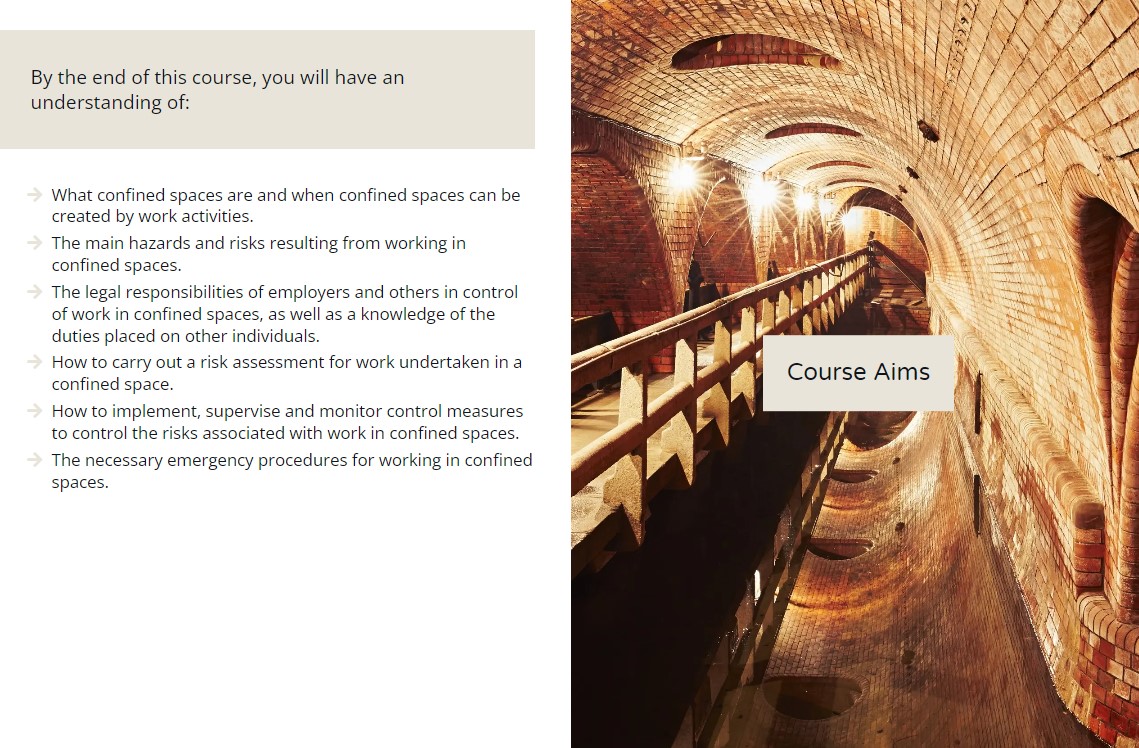 By the end of this course, you will have an
understanding of:
What confined spaces are and when confined spaces can be
created by work activities.
The main hazards and risks resulting from working in
confined spaces.
The legal responsibilities of employers and others in control
of work in confined spaces, as well as a knowledge of the
duties placed on other individuals.
How to carry out a risk assessment for work undertaken in a
confined space.
How to implement, supervise and monitor control measures
to control the risks associated with work in confined spaces.
The necessary emergency procedures for working in confined
spaces.
Course Aims